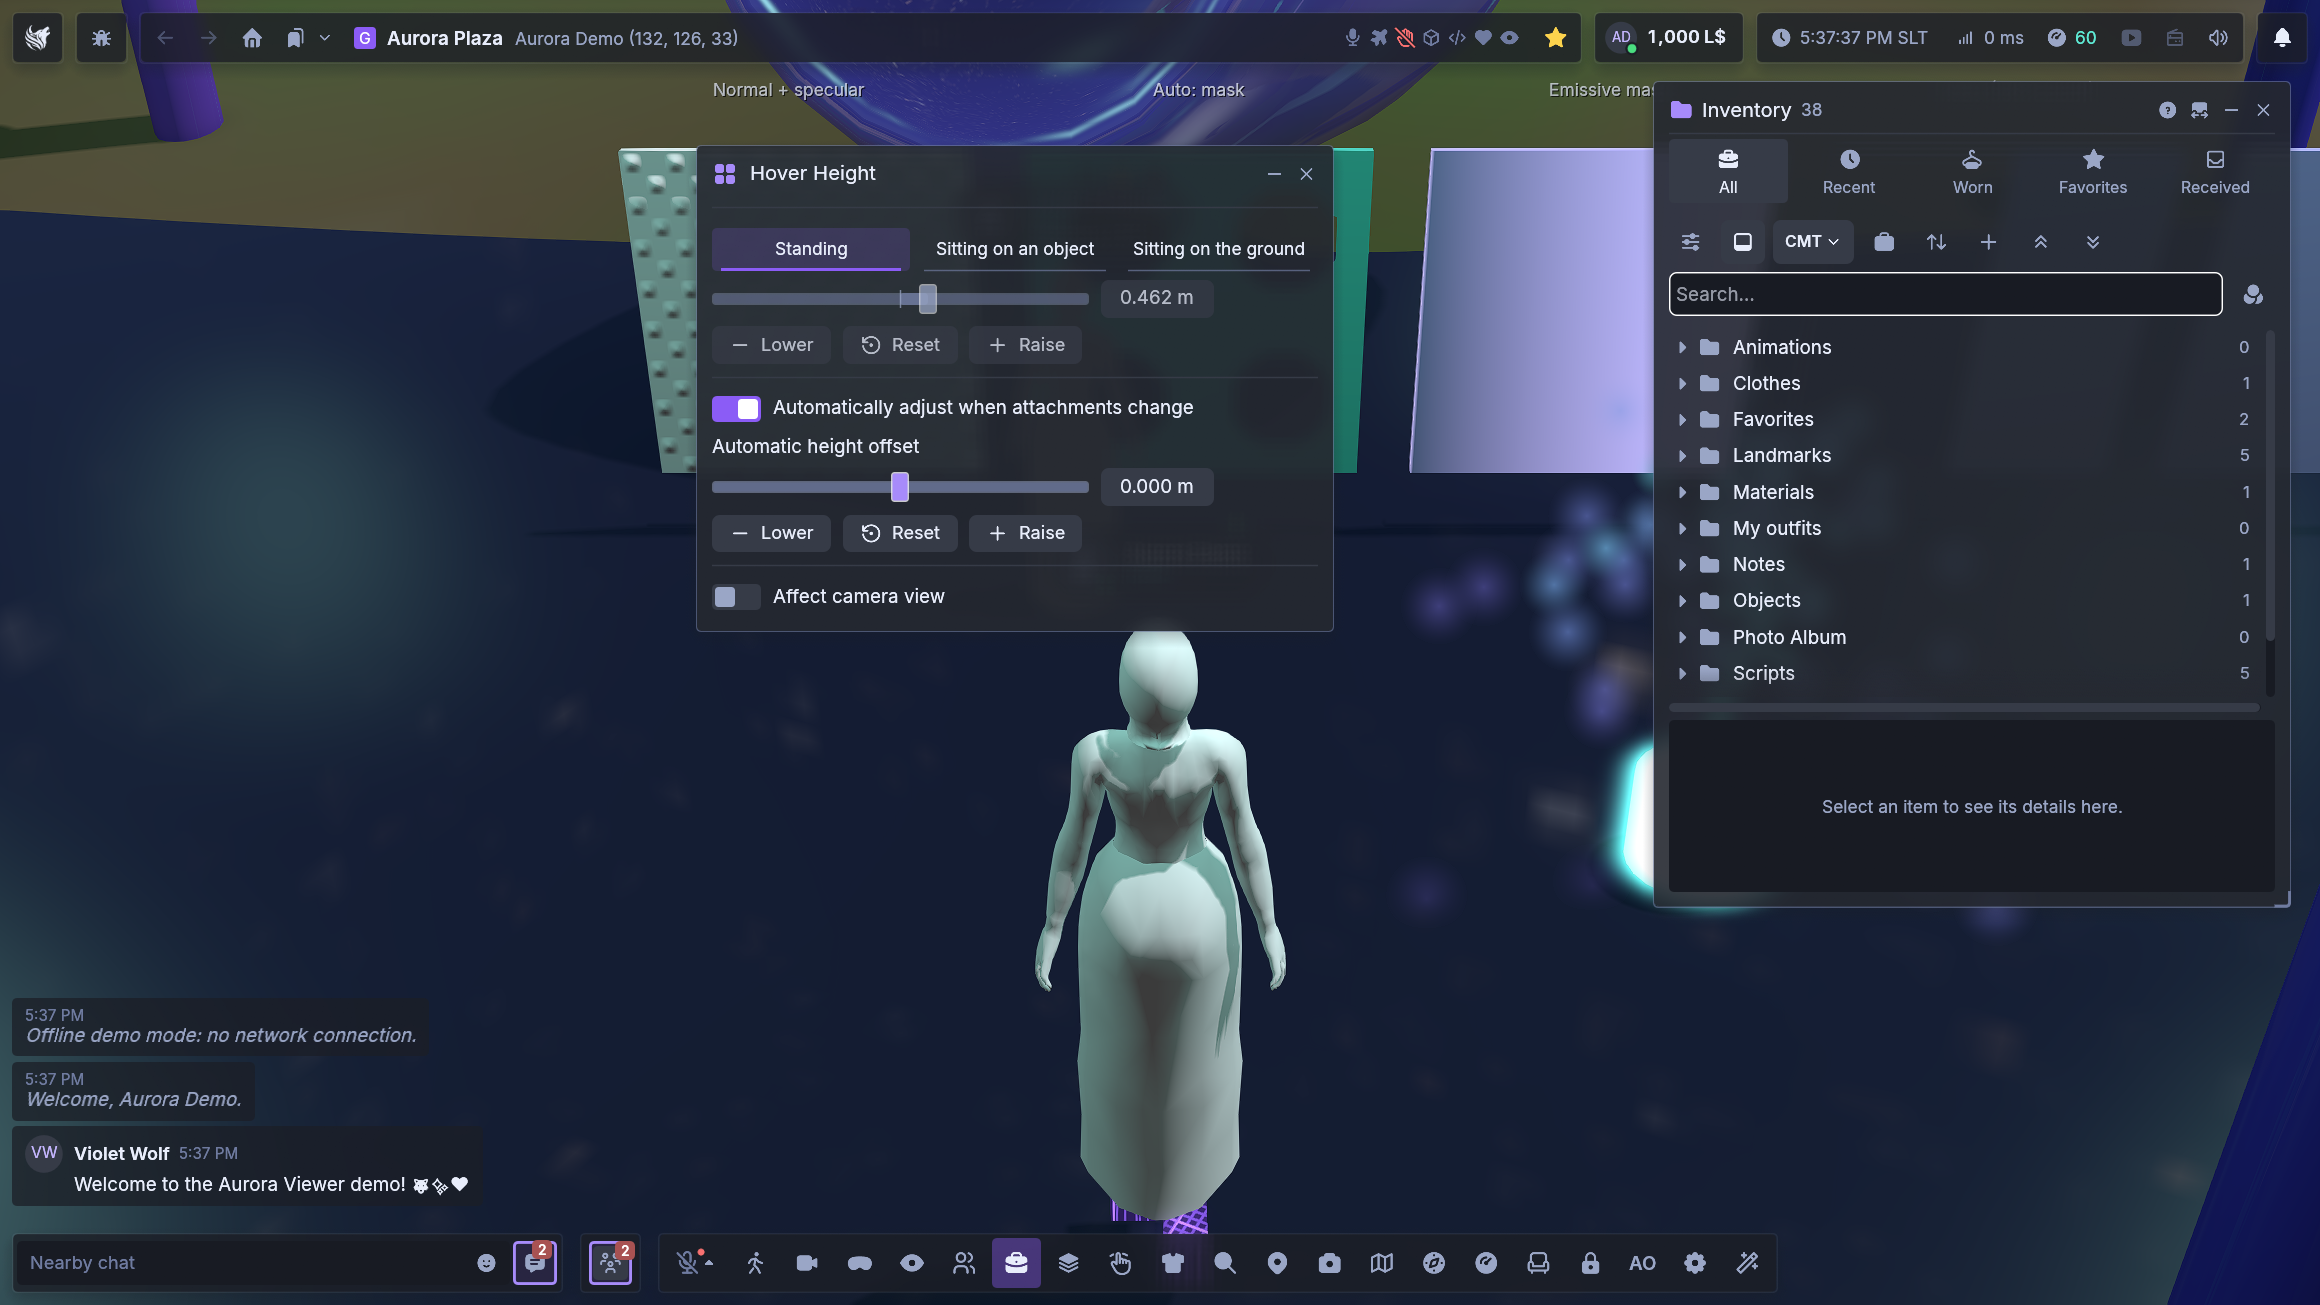 G Aurora Plaza Aurora Demo (132, 126, 33)
AD 1,000 L$
5:37:37 PM SLT 0 ms 60
Normal + specular
Auto: mask
Emissive mas
Inventory 38
All
Recent
Worn
Favorites
Received
CMT
Search...
Animations 0
Clothes 1
Favorites 2
Landmarks 5
Materials 1
My outfits 0
Notes 1
Objects 1
Photo Album 0
Scripts 5
Select an item to see its details here.
Hover Height
Standing
Sitting on an object
Sitting on the ground
0.462 m
Lower
Reset
Raise
Automatically adjust when attachments change
Automatic height offset
0.000 m
Lower
Reset
Raise
Affect camera view
5:37 PM
Offline demo mode: no network connection.
5:37 PM
Welcome, Aurora Demo.
VW Violet Wolf 5:37 PM
Welcome to the Aurora Viewer demo!
Nearby chat
2
2
AO